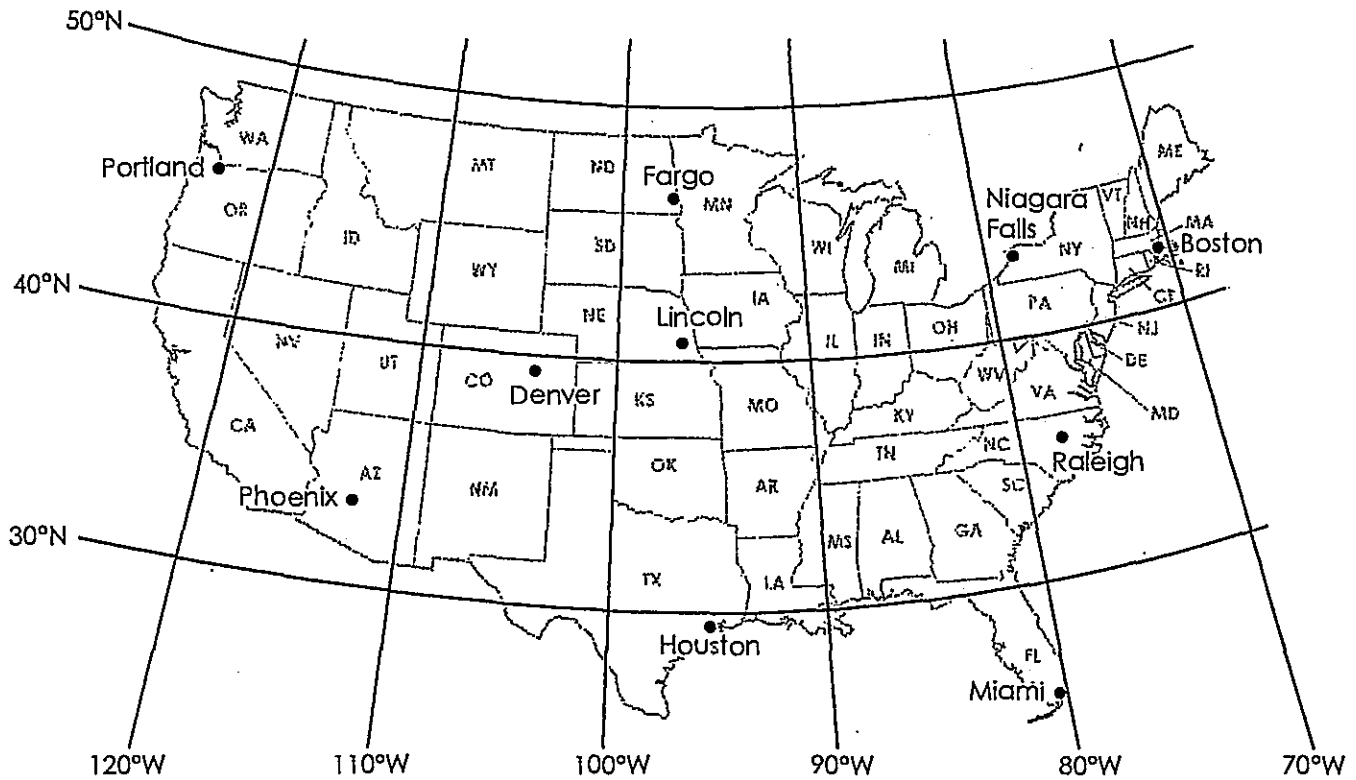 50°N
WA
ME
Portland
MT
ND
Fargo
MN
VT
Niagara
Falls
OR
NH
MA
ID
SD
WI
MI
NY
Boston
WY
RI
40°N
IA
PA
CT
NE
Lincoln
NV
IL
IN
OH
NJ
UT
CO
WV
DE
Denver
KS
MO
VA
KY
MD
CA
NC
TN
Raleigh
OK
AZ
NM
AR
SC
Phoenix
30°N
MS
AL
GA
TX
LA
Houston
FL
Miami
120°W
110°W
100°W
90°W
80°W
70°W